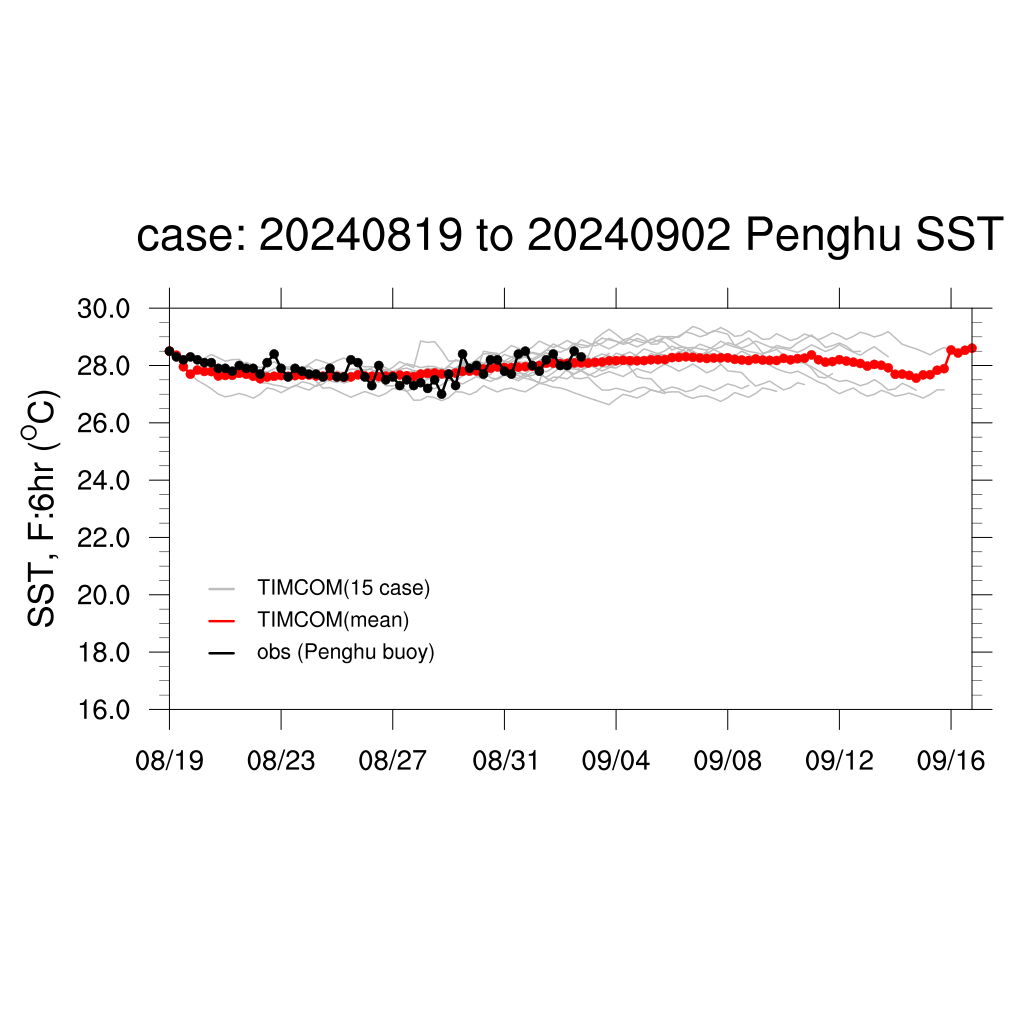 case: 20240819 to 20240902 Penghu SST
SST, F:6hr (°C)
30.0
28.0
26.0
24.0
22.0
20.0
18.0
16.0
TIMCOM(15 case)
TIMCOM(mean)
obs (Penghu buoy)
08/19 08/23 08/27 08/31 09/04 09/08 09/12 09/16